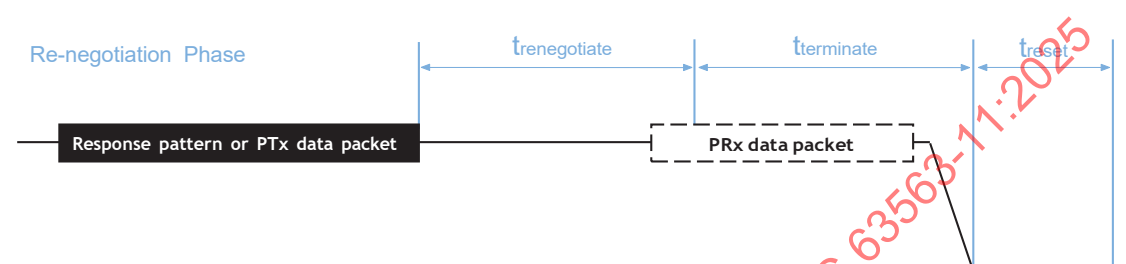 Re-negotiation Phase
trenegotiate
tterminate
treset
Response pattern or PTx data packet
PRx data packet
63563-11:2025